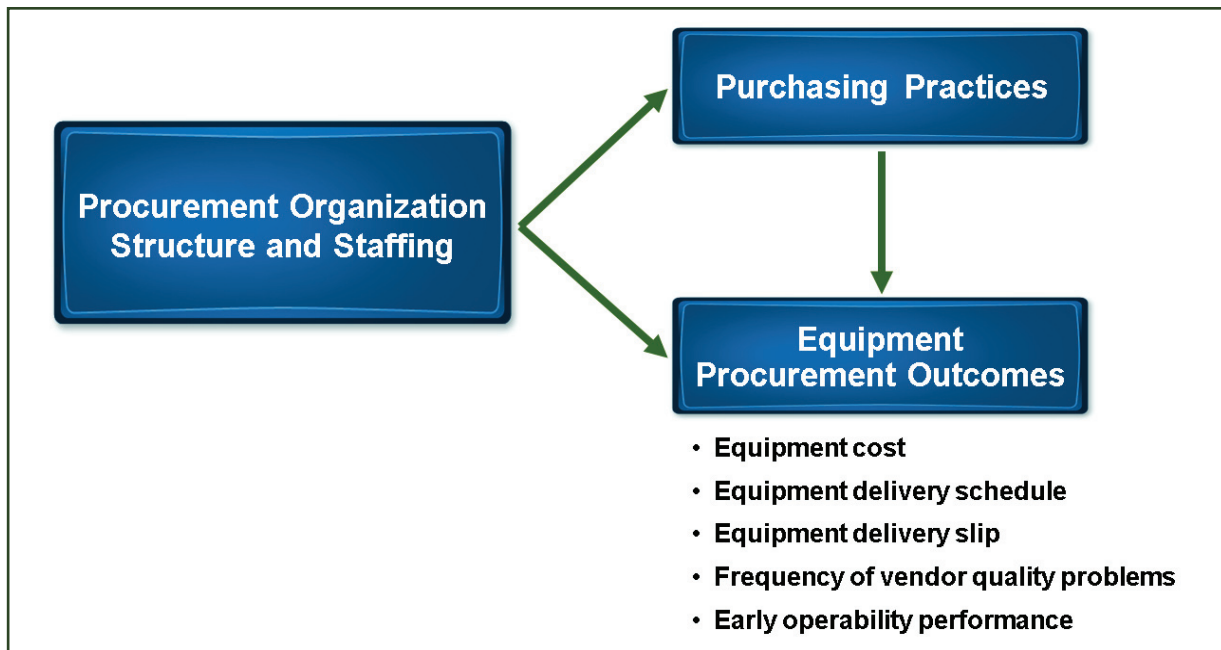 Purchasing Practices
Procurement Organization
Structure and Staffing
Equipment
Procurement Outcomes
• Equipment cost
• Equipment delivery schedule
• Equipment delivery slip
• Frequency of vendor quality problems
• Early operability performance